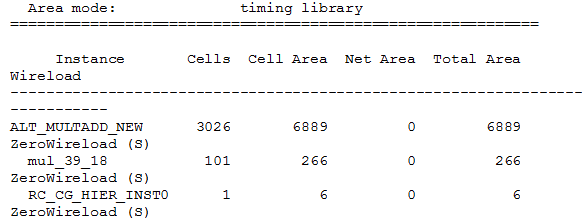 Area mode: timing library
============================================================
Instance Cells Cell Area Net Area Total Area
Wireload
-----------------------------------------------------------------
-----------
ALT_MULTADD_NEW 3026 6889 0 6889
ZeroWireload (S)
mul_39_18 101 266 0 266
ZeroWireload (S)
RC_CG_HIER_INST0 1 6 0 6
ZeroWireload (S)